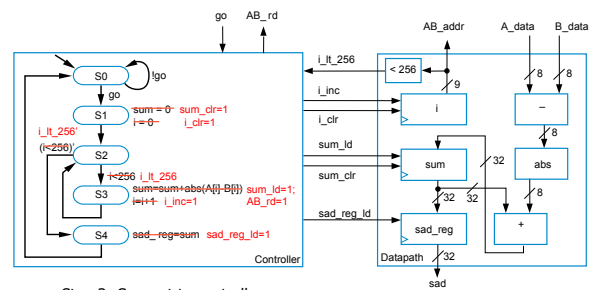 go AB_rd AB_addr A_data B_data
i_lt_256 < 256 8 8
S0 !go 9
go i_inc i –
S1 sum = 0 sum_clr=1 i_clr 8
i = 0 i_clr=1
i_lt_256' sum_ld
(i<256)' S2 sum 32 abs
i<256 i_lt_256 sum_clr
S3 sum=sum+abs(A[i]-B[i]) sum_ld=1; 32 32 8
i=i+1 i_inc=1 AB_rd=1
sad_reg_ld
S4 sad_reg=sum sad_reg_ld=1 sad_reg +
Controller Datapath 32
sad